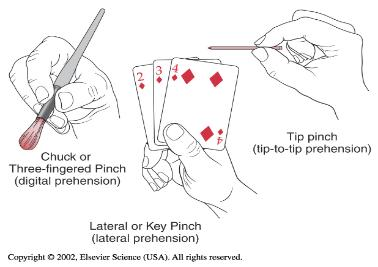 2
3
4
4
Chuck or
Three-fingered Pinch
(digital prehension)
Tip pinch
(tip-to-tip prehension)
Lateral or Key Pinch
(lateral prehension)
Copyright © 2002, Elsevier Science (USA). All rights reserved.